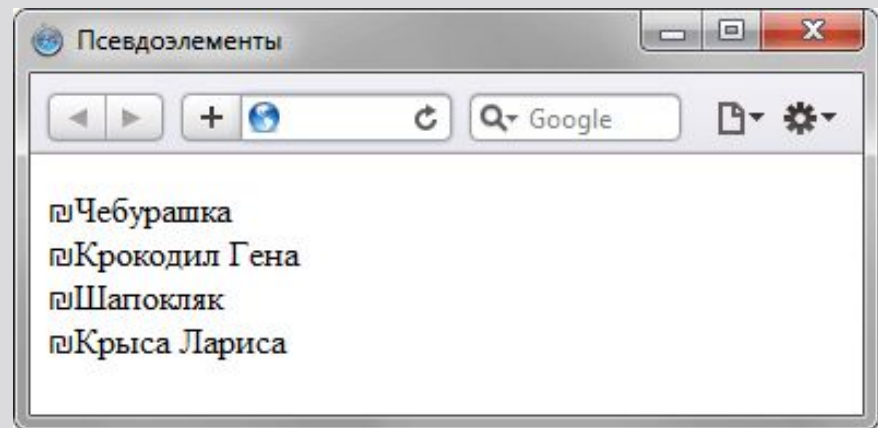 Псевдоэлементы
Google
₪Чебурашка
₪Крокодил Гена
₪Шапокляк
₪Крыса Лариса